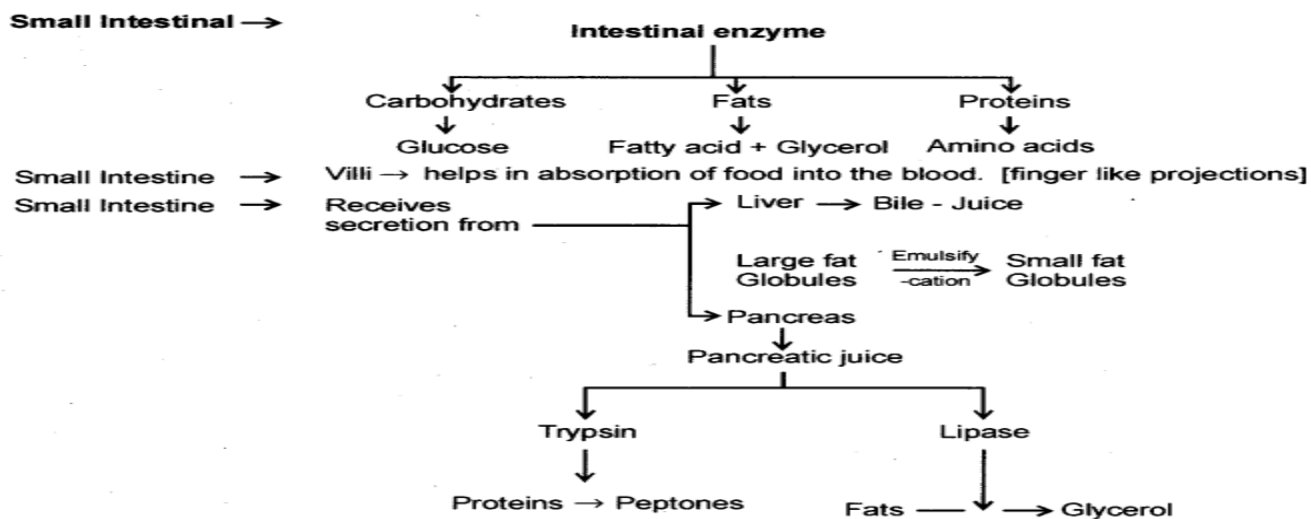 Small Intestinal →
Intestinal enzyme
Carbohydrates Fats Proteins
Glucose Fatty acid + Glycerol Amino acids
Small Intestine → Villi → helps in absorption of food into the blood. [finger like projections]
Small Intestine → Receives secretion from
Liver → Bile - Juice
Large fat Globules
Emulsify -cation
Small fat Globules
Pancreas
Pancreatic juice
Trypsin Lipase
Proteins → Peptones
Fats → Glycerol